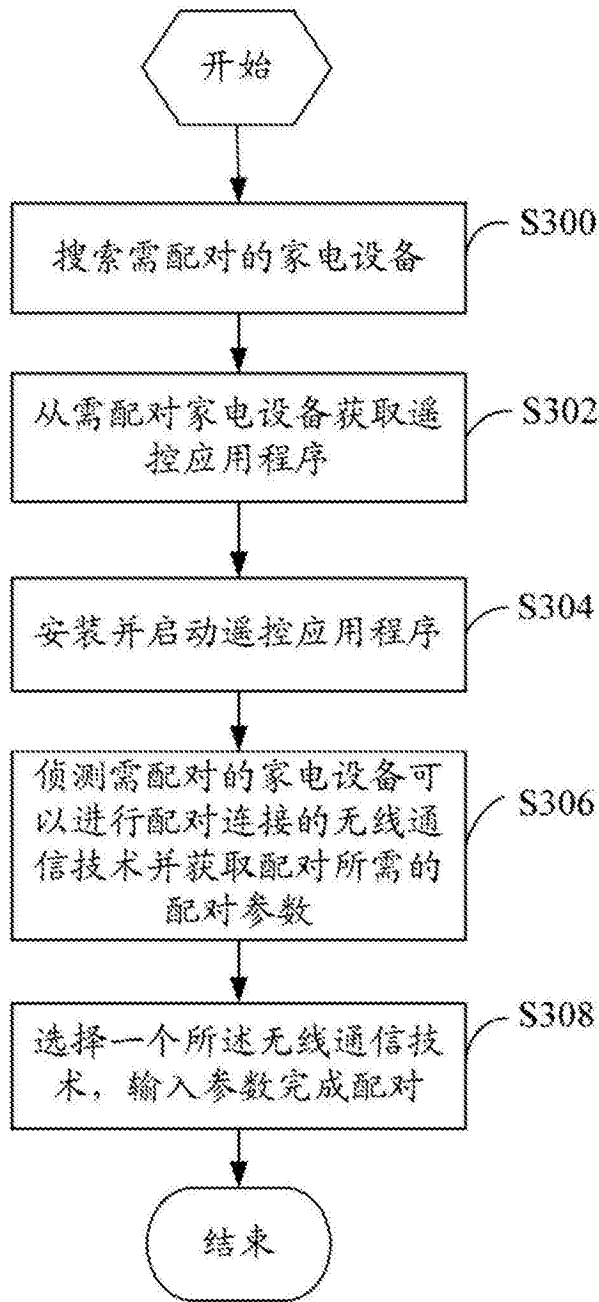 开始
S300
搜索需配对的家电设备
S302
从需配对家电设备获取遥
控应用程序
S304
安装并启动遥控应用程序
S306
侦测需配对的家电设备可
以进行配对连接的无线通
信技术并获取配对所需的
配对参数
S308
选择一个所述无线通信技
术，输入参数完成配对
结束